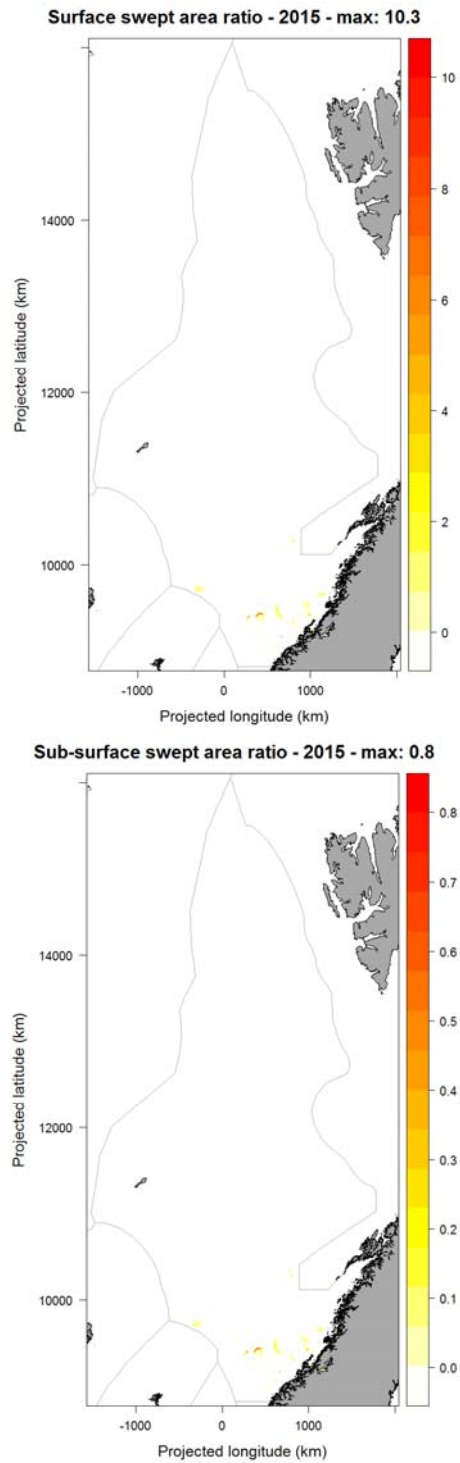 Surface swept area ratio - 2015 - max: 10.3
10
8
6
4
2
0
14000
12000
10000
Projected latitude (km)
-1000 0 1000
Projected longitude (km)
Sub-surface swept area ratio - 2015 - max: 0.8
0.8
0.7
0.6
0.5
0.4
0.3
0.2
0.1
0.0
14000
12000
10000
Projected latitude (km)
-1000 0 1000
Projected longitude (km)